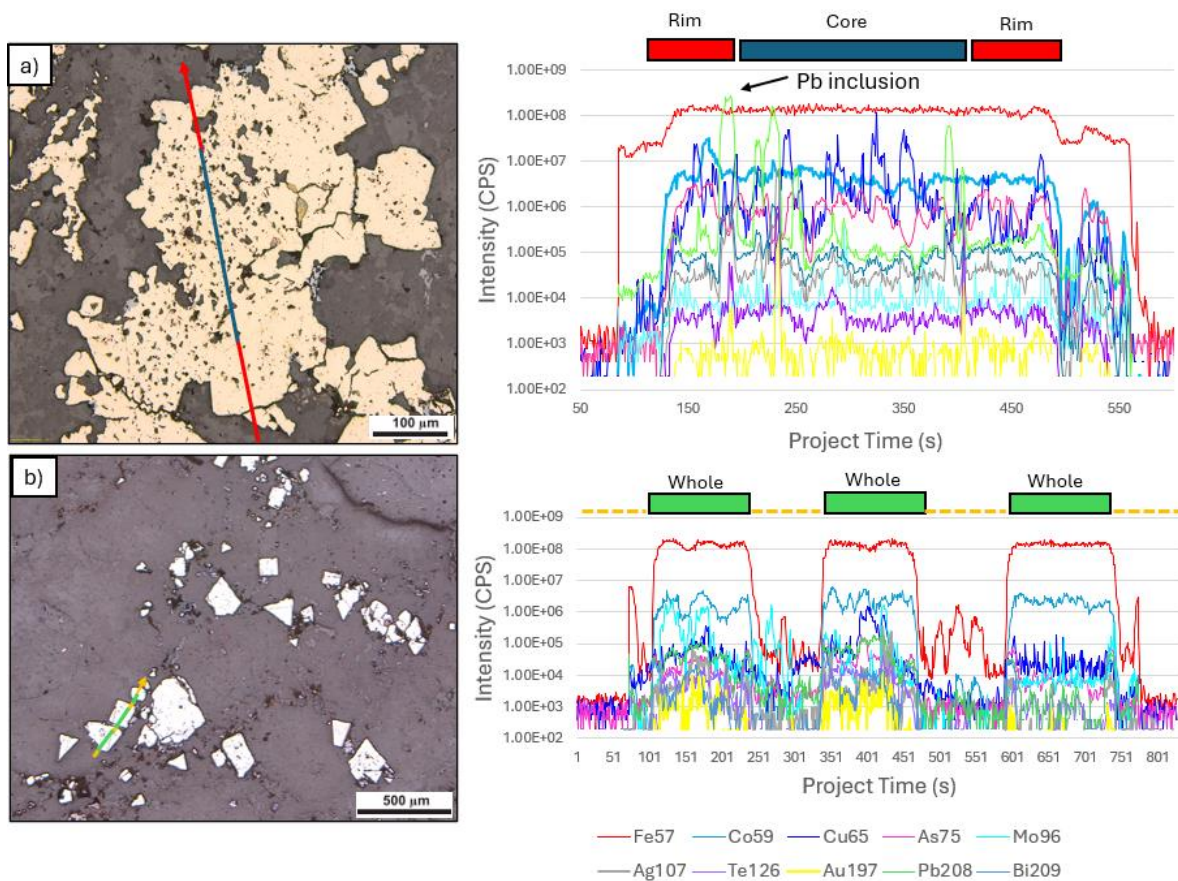 a)
100 µm
Rim Core Rim
Pb inclusion
1.00E+09
1.00E+08
1.00E+07
1.00E+06
1.00E+05
1.00E+04
1.00E+03
1.00E+02
Intensity (CPS)
50 150 250 350 450 550
Project Time (s)
b)
500 µm
Whole Whole Whole
1.00E+09
1.00E+08
1.00E+07
1.00E+06
1.00E+05
1.00E+04
1.00E+03
1.00E+02
Intensity (CPS)
1 51 101 151 201 251 301 351 401 451 501 551 601 651 701 751 801
Project Time (s)
Fe57 Co59 Cu65 As75 Mo96
Ag107 Te126 Au197 Pb208 Bi209